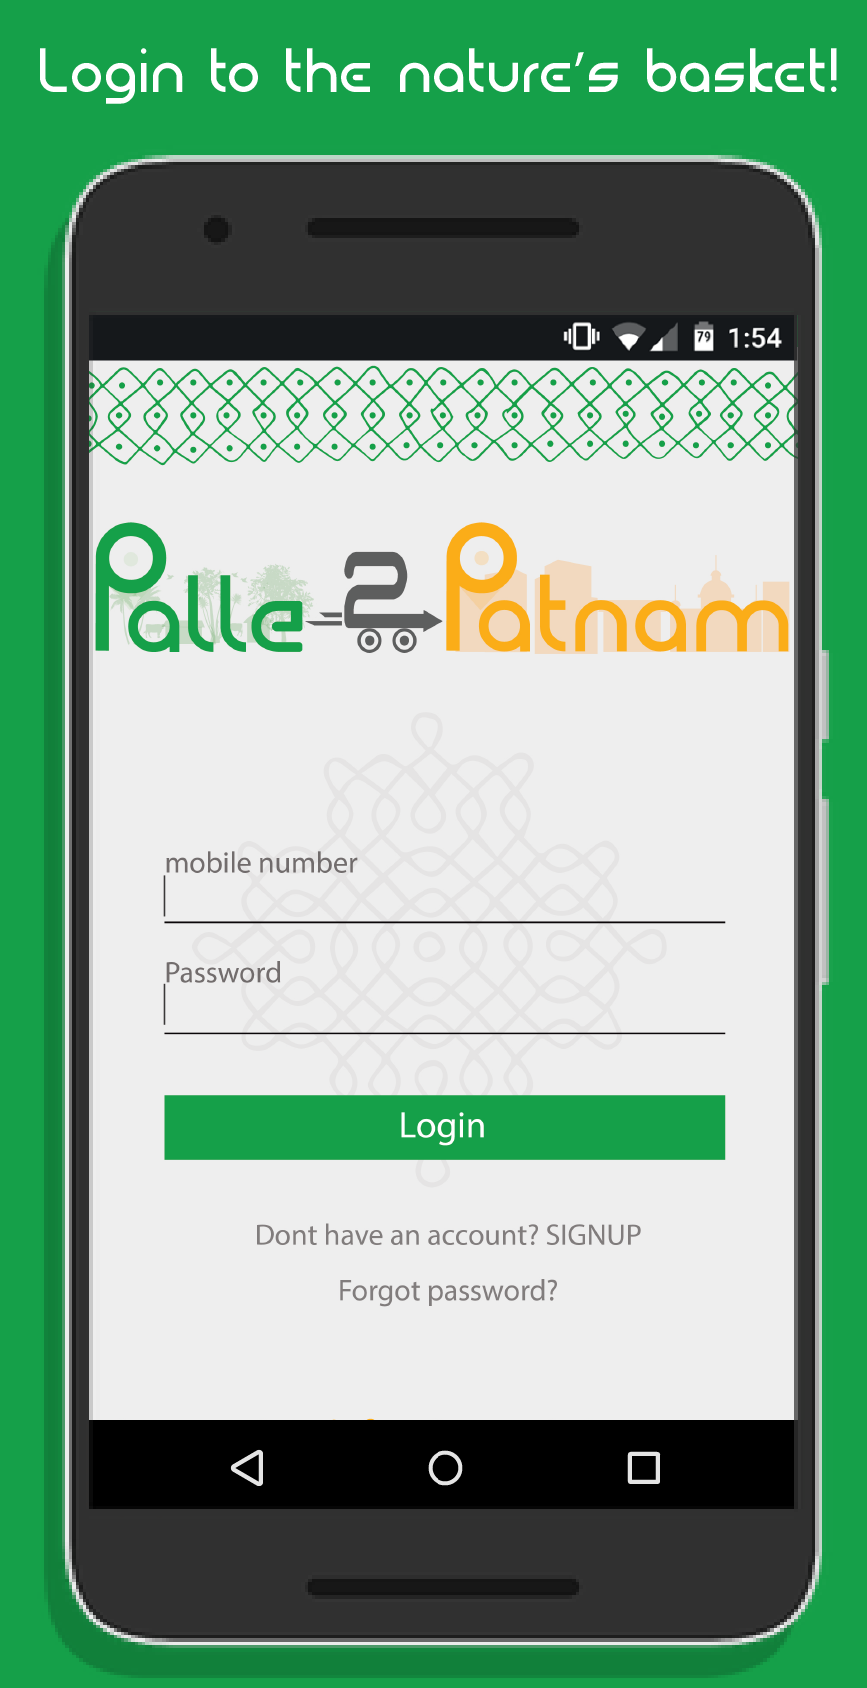 Login to the nature's basket!
79 1:54
Palle 2 Patnam
mobile number
Password
Login
Dont have an account? SIGNUP
Forgot password?